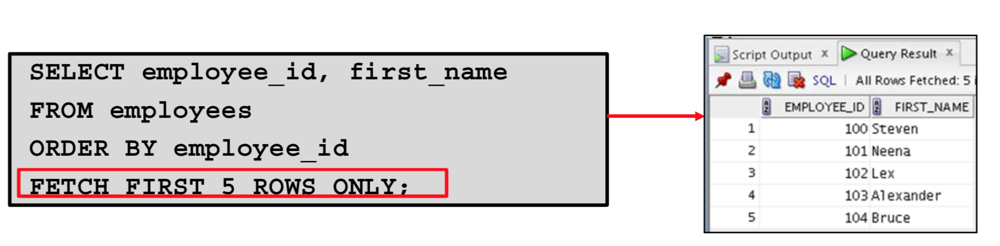 SELECT employee_id, first_name
FROM employees
ORDER BY employee_id
FETCH FIRST 5 ROWS ONLY;
Script Output x Query Result x
SQL | All Rows Fetched: 5
EMPLOYEE_ID FIRST_NAME
1 100 Steven
2 101 Neena
3 102 Lex
4 103 Alexander
5 104 Bruce